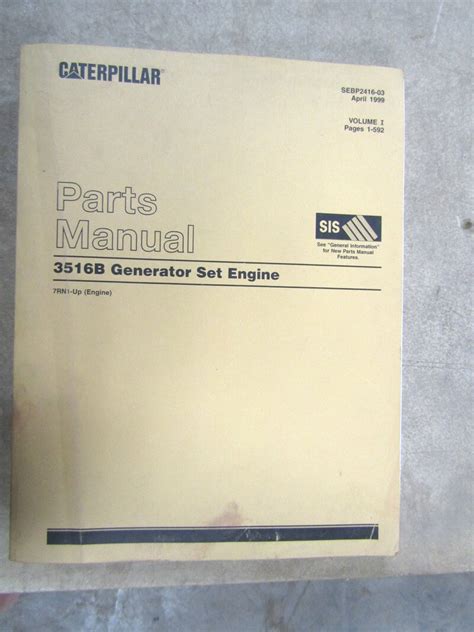 CATERPILLAR
SEBP2416-03
April 1999
VOLUME I
Pages 1-592
Parts
Manual
SIS
See "General Information"
for New Parts Manual
Features.
3516B Generator Set Engine
7RN1-Up (Engine)